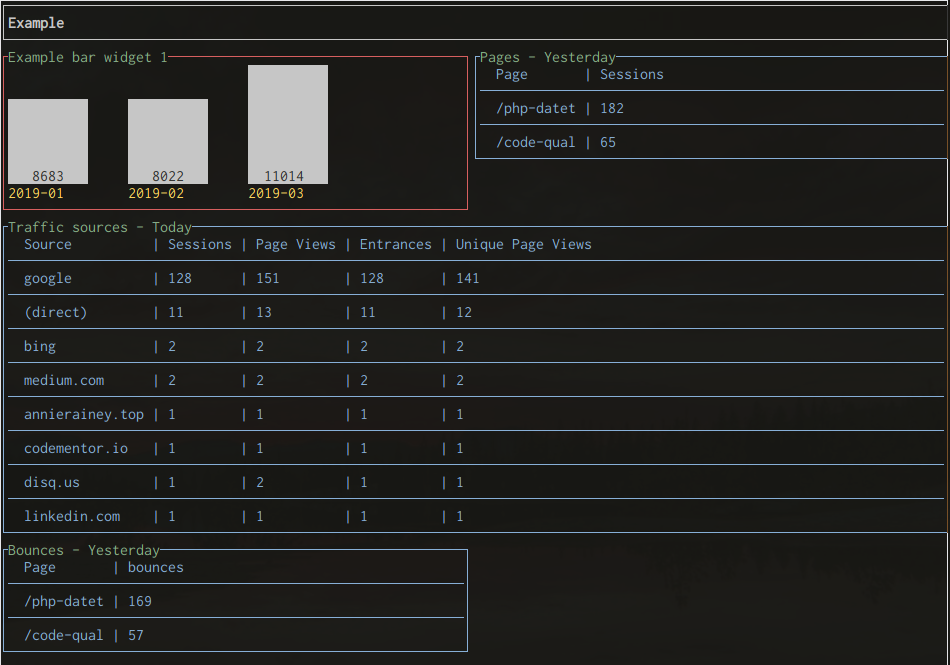 Example
Example bar widget 1
8683 8022 11014
2019-01 2019-02 2019-03
Pages - Yesterday
Page | Sessions
/php-datet | 182
/code-qual | 65
Traffic sources - Today
Source | Sessions | Page Views | Entrances | Unique Page Views
google | 128 | 151 | 128 | 141
(direct) | 11 | 13 | 11 | 12
bing | 2 | 2 | 2 | 2
medium.com | 2 | 2 | 2 | 2
annierainey.top | 1 | 1 | 1 | 1
codementor.io | 1 | 1 | 1 | 1
disq.us | 1 | 2 | 1 | 1
linkedin.com | 1 | 1 | 1 | 1
Bounces - Yesterday
Page | bounces
/php-datet | 169
/code-qual | 57